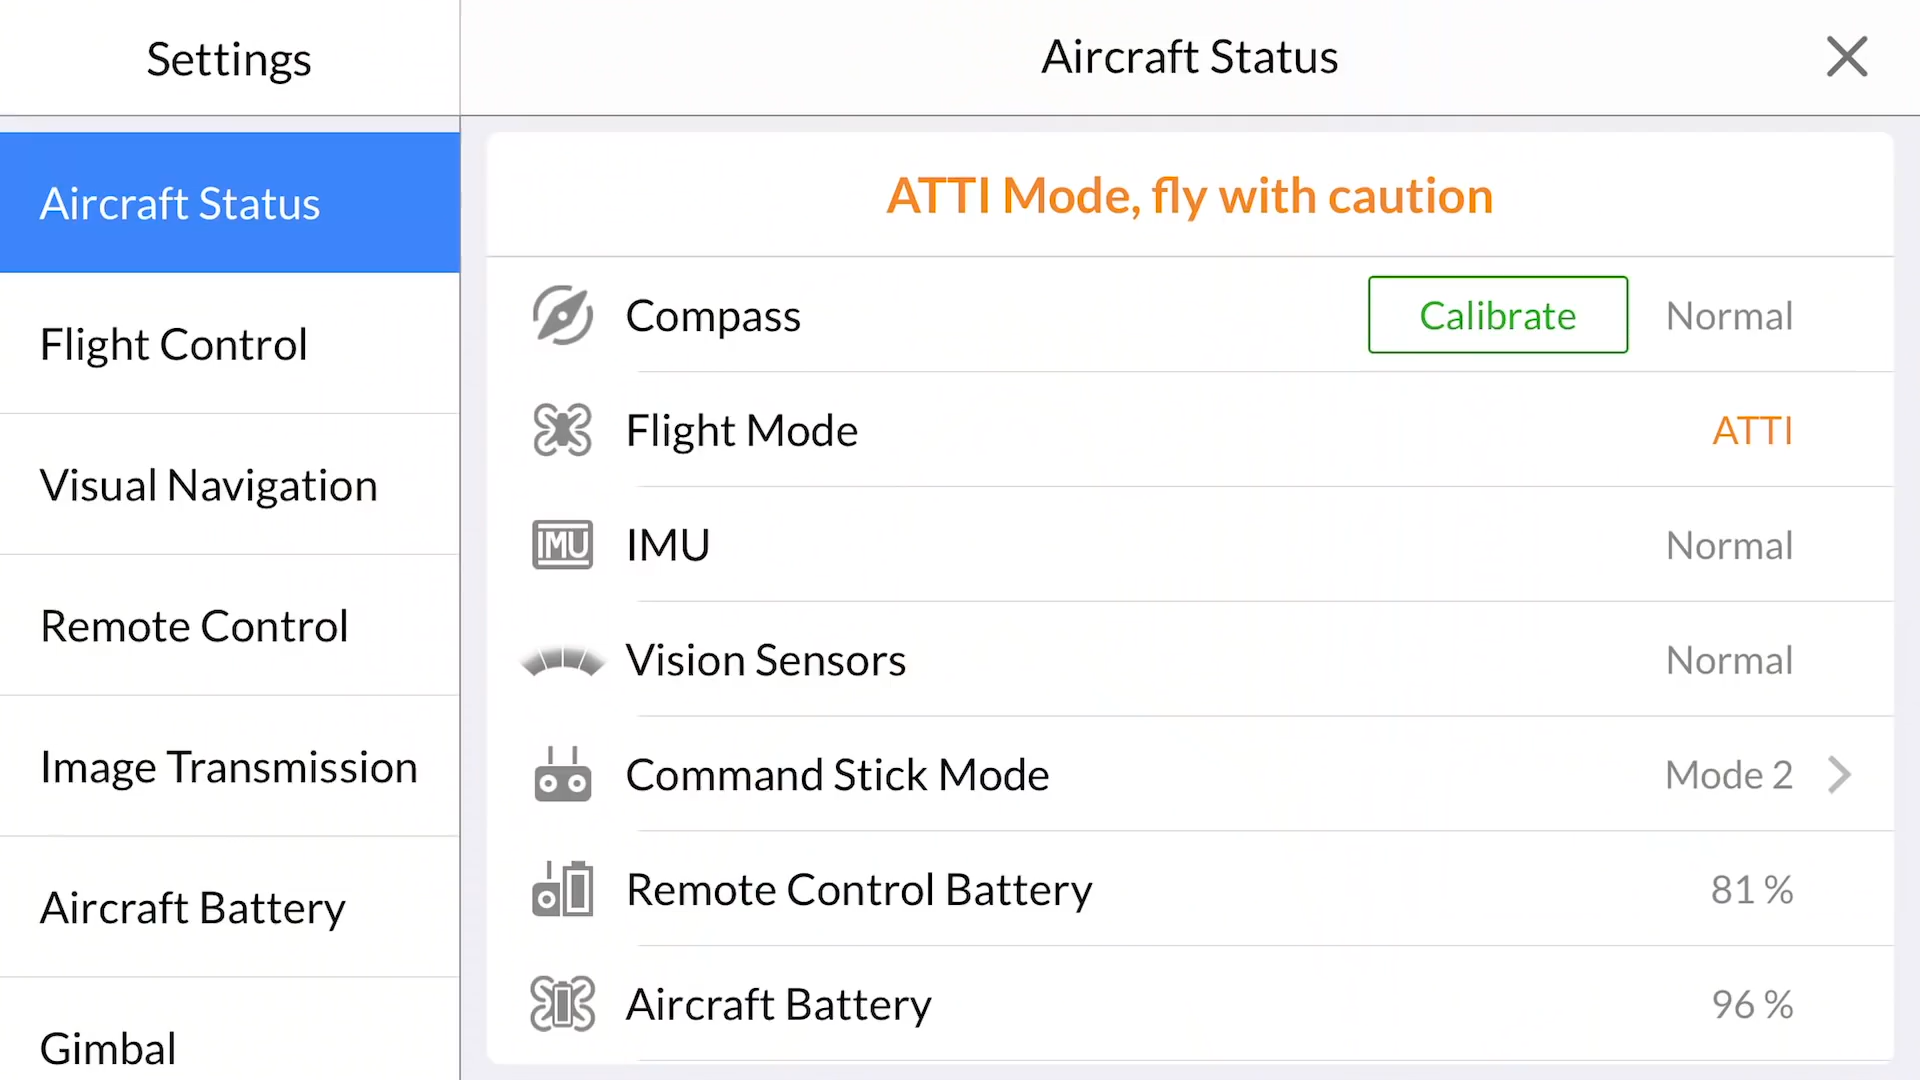 Settings
Aircraft Status
Aircraft Status
Flight Control
Visual Navigation
Remote Control
Image Transmission
Aircraft Battery
Gimbal
ATTI Mode, fly with caution
Compass Calibrate Normal
Flight Mode ATTI
IMU IMU Normal
Vision Sensors Normal
Command Stick Mode Mode 2
Remote Control Battery 81 %
Aircraft Battery 96 %